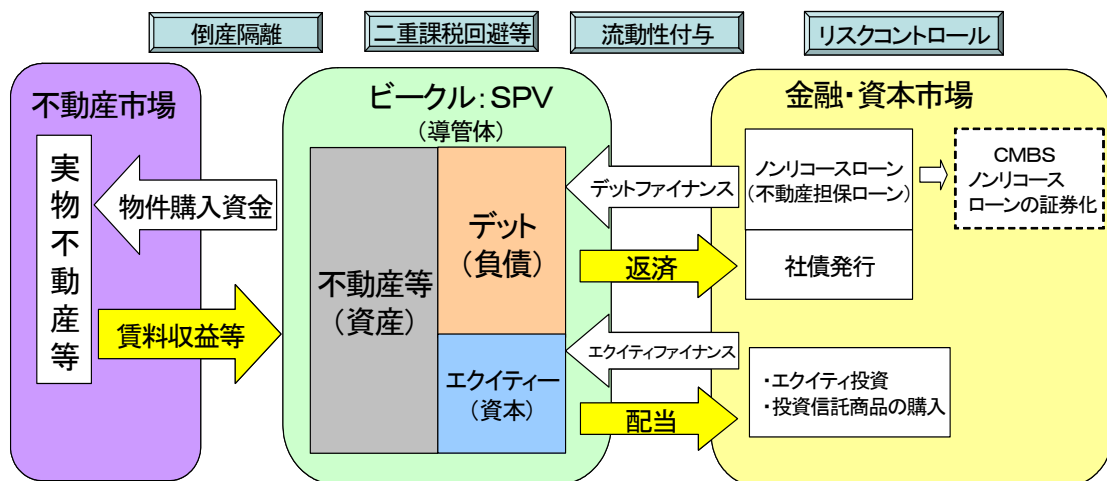 倒産隔離
二重課税回避等
流動性付与
リスクコントロール
不動産市場
実物不動産等
物件購入資金
賃料収益等
ビークル：SPV
（導管体）
不動産等
（資産）
デット
（負債）
エクイティー
（資本）
デットファイナンス
返済
エクイティファイナンス
配当
金融・資本市場
ノンリコースローン
（不動産担保ローン）
社債発行
CMBS
ノンリコース
ローンの証券化
・エクイティ投資
・投資信託商品の購入